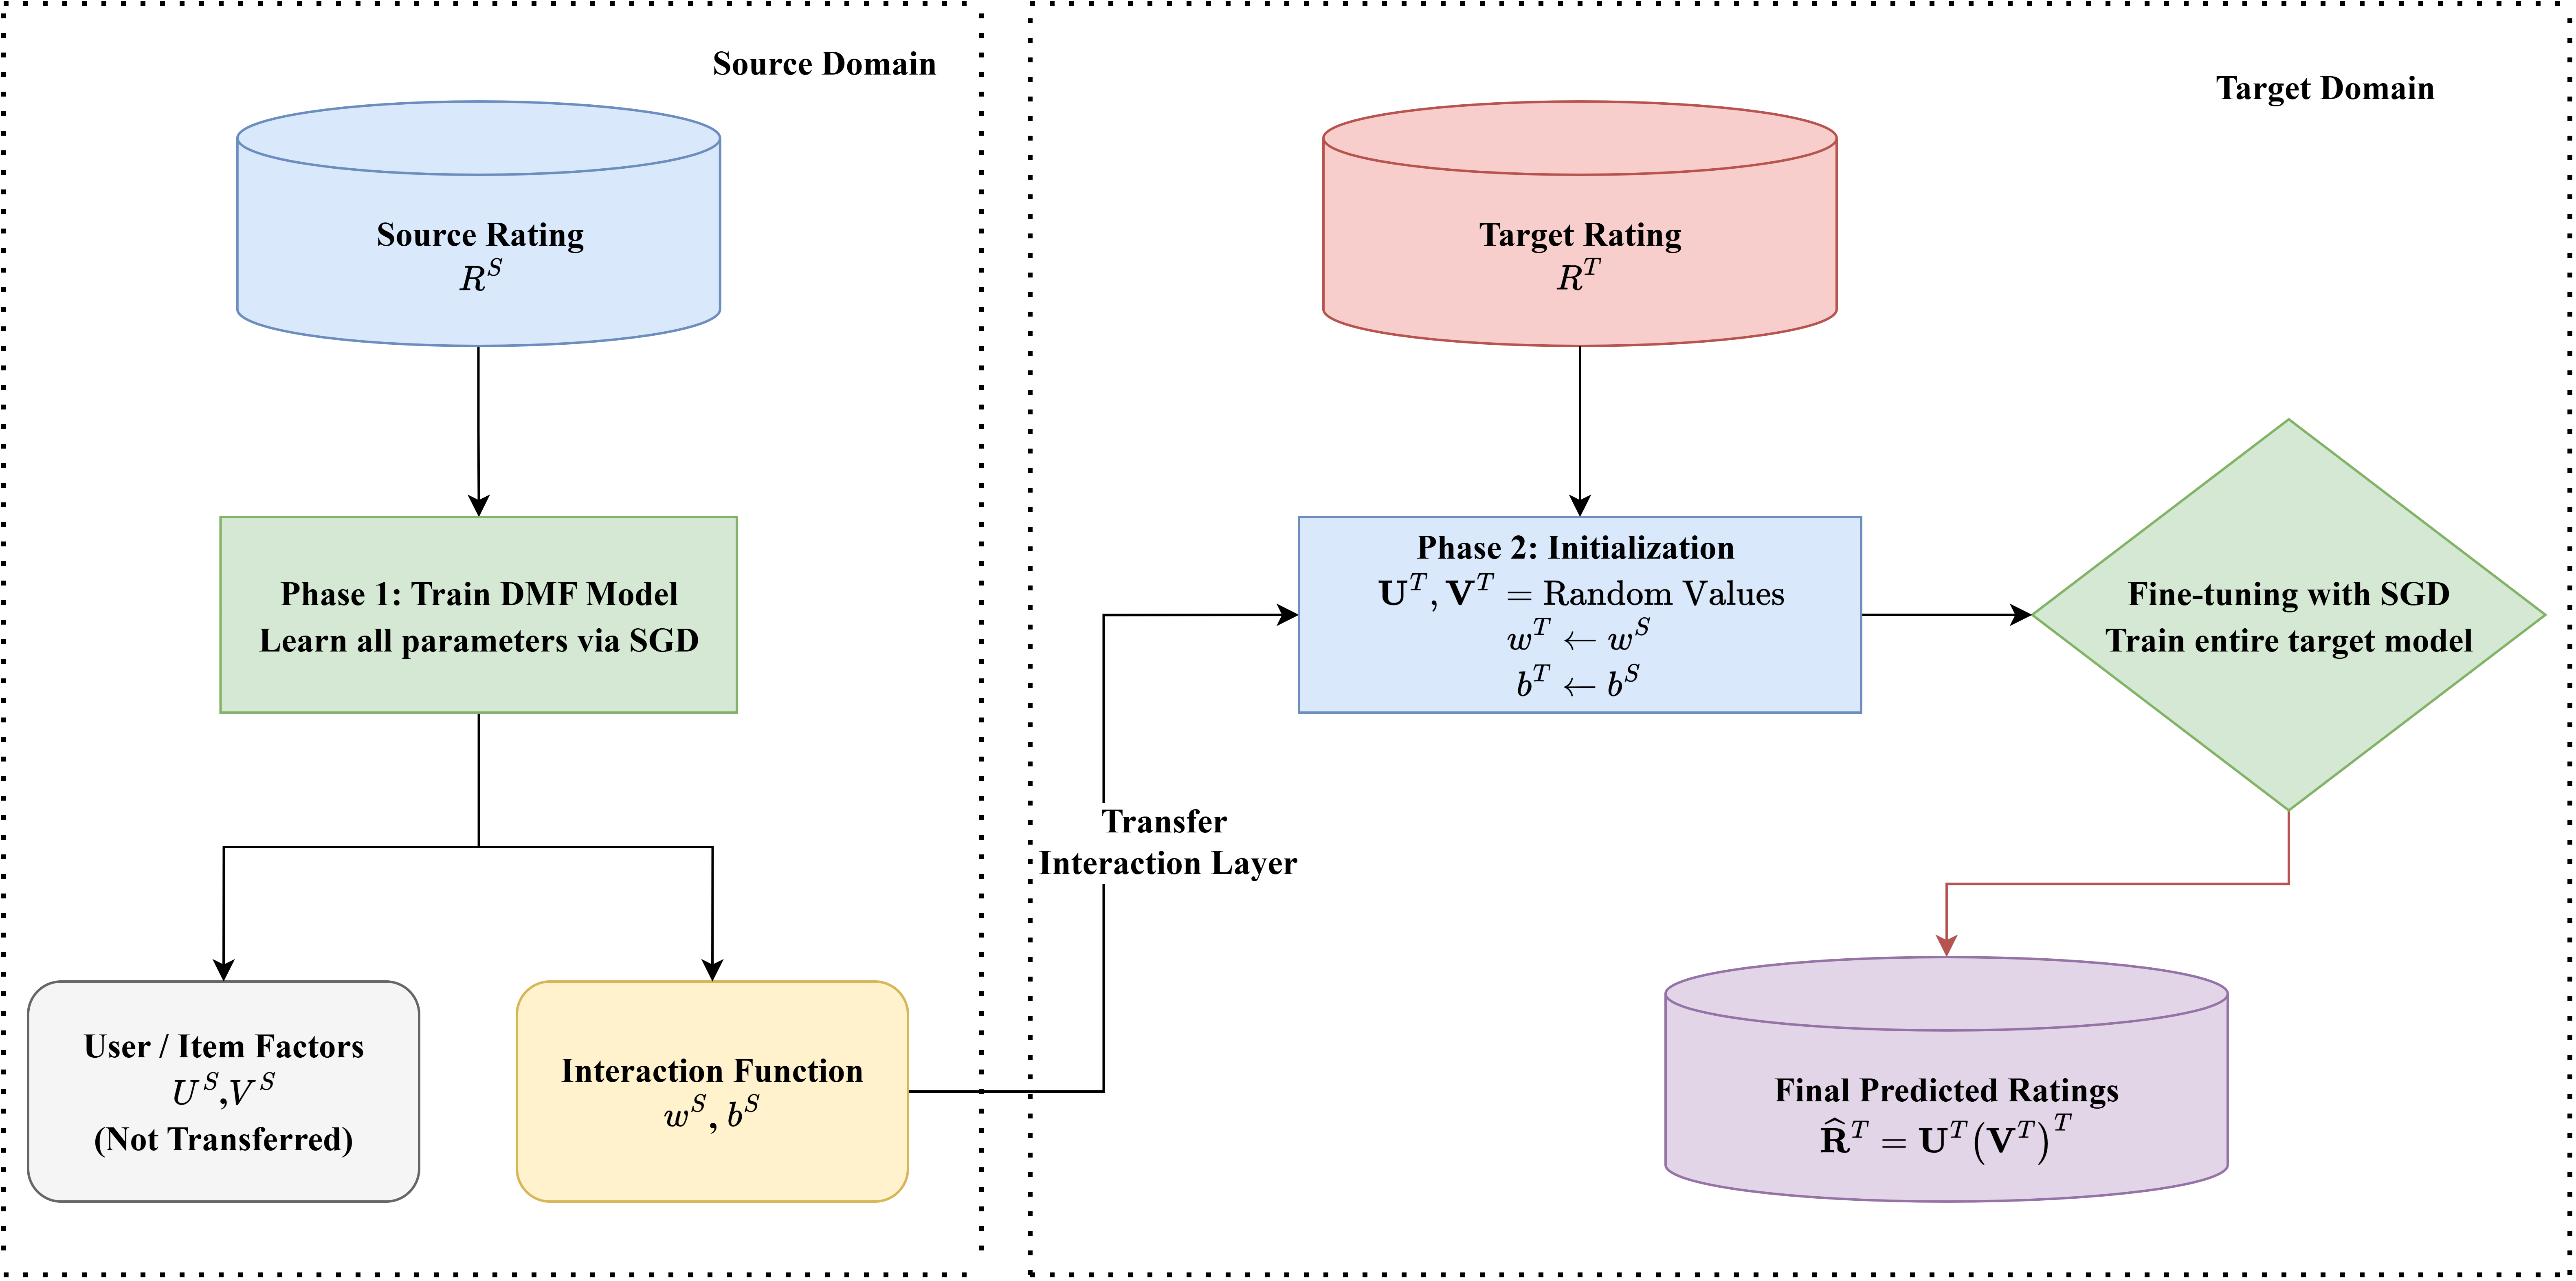 Source Domain
Source Rating
R^S
Phase 1: Train DMF Model
Learn all parameters via SGD
User / Item Factors
U^S,V^S
(Not Transferred)
Interaction Function
w^S, b^S
Transfer
Interaction Layer
Target Domain
Target Rating
R^T
Phase 2: Initialization
U^T, V^T = Random Values
w^T ← w^S
b^T ← b^S
Fine-tuning with SGD
Train entire target model
Final Predicted Ratings
R̂^T = U^T(V^T)^T